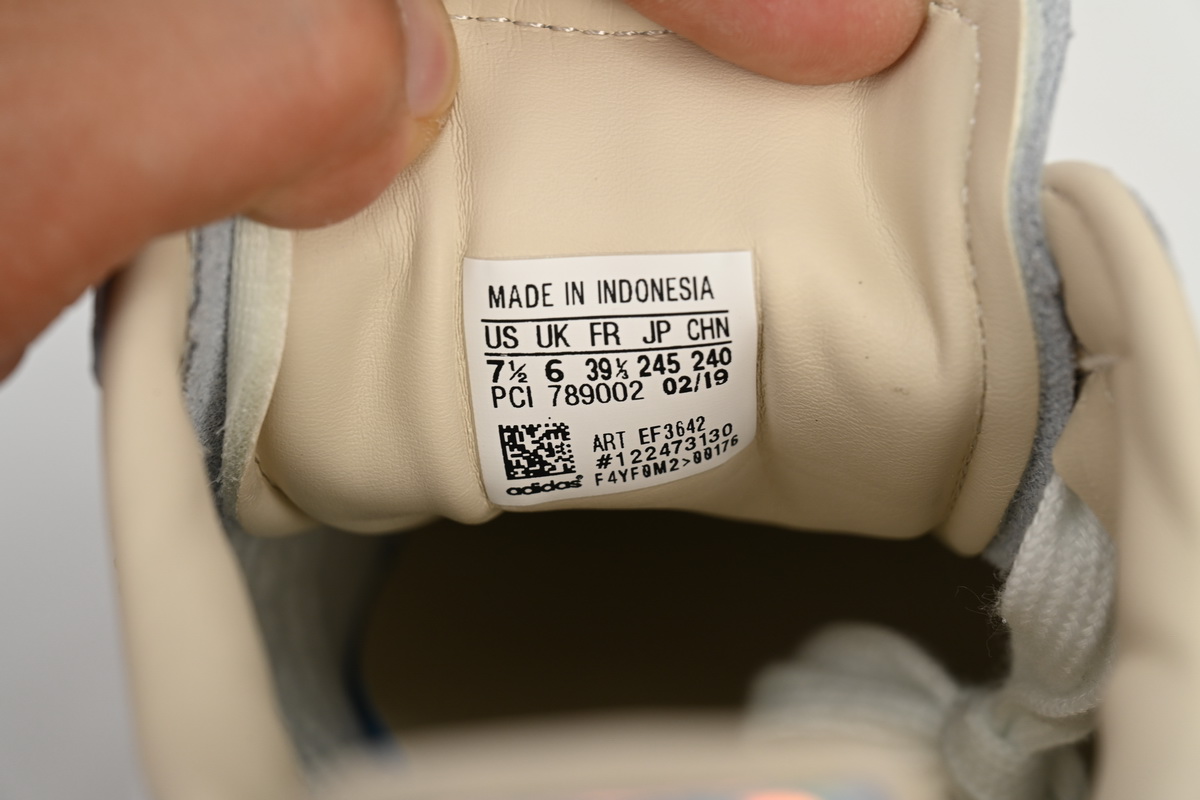 MADE IN INDONESIA
US UK FR JP CHN
7½ 6 39⅓ 245 240
PCI 789002 02/19
ART EF3642
#122473130
F4YF0M2>00176
adidas